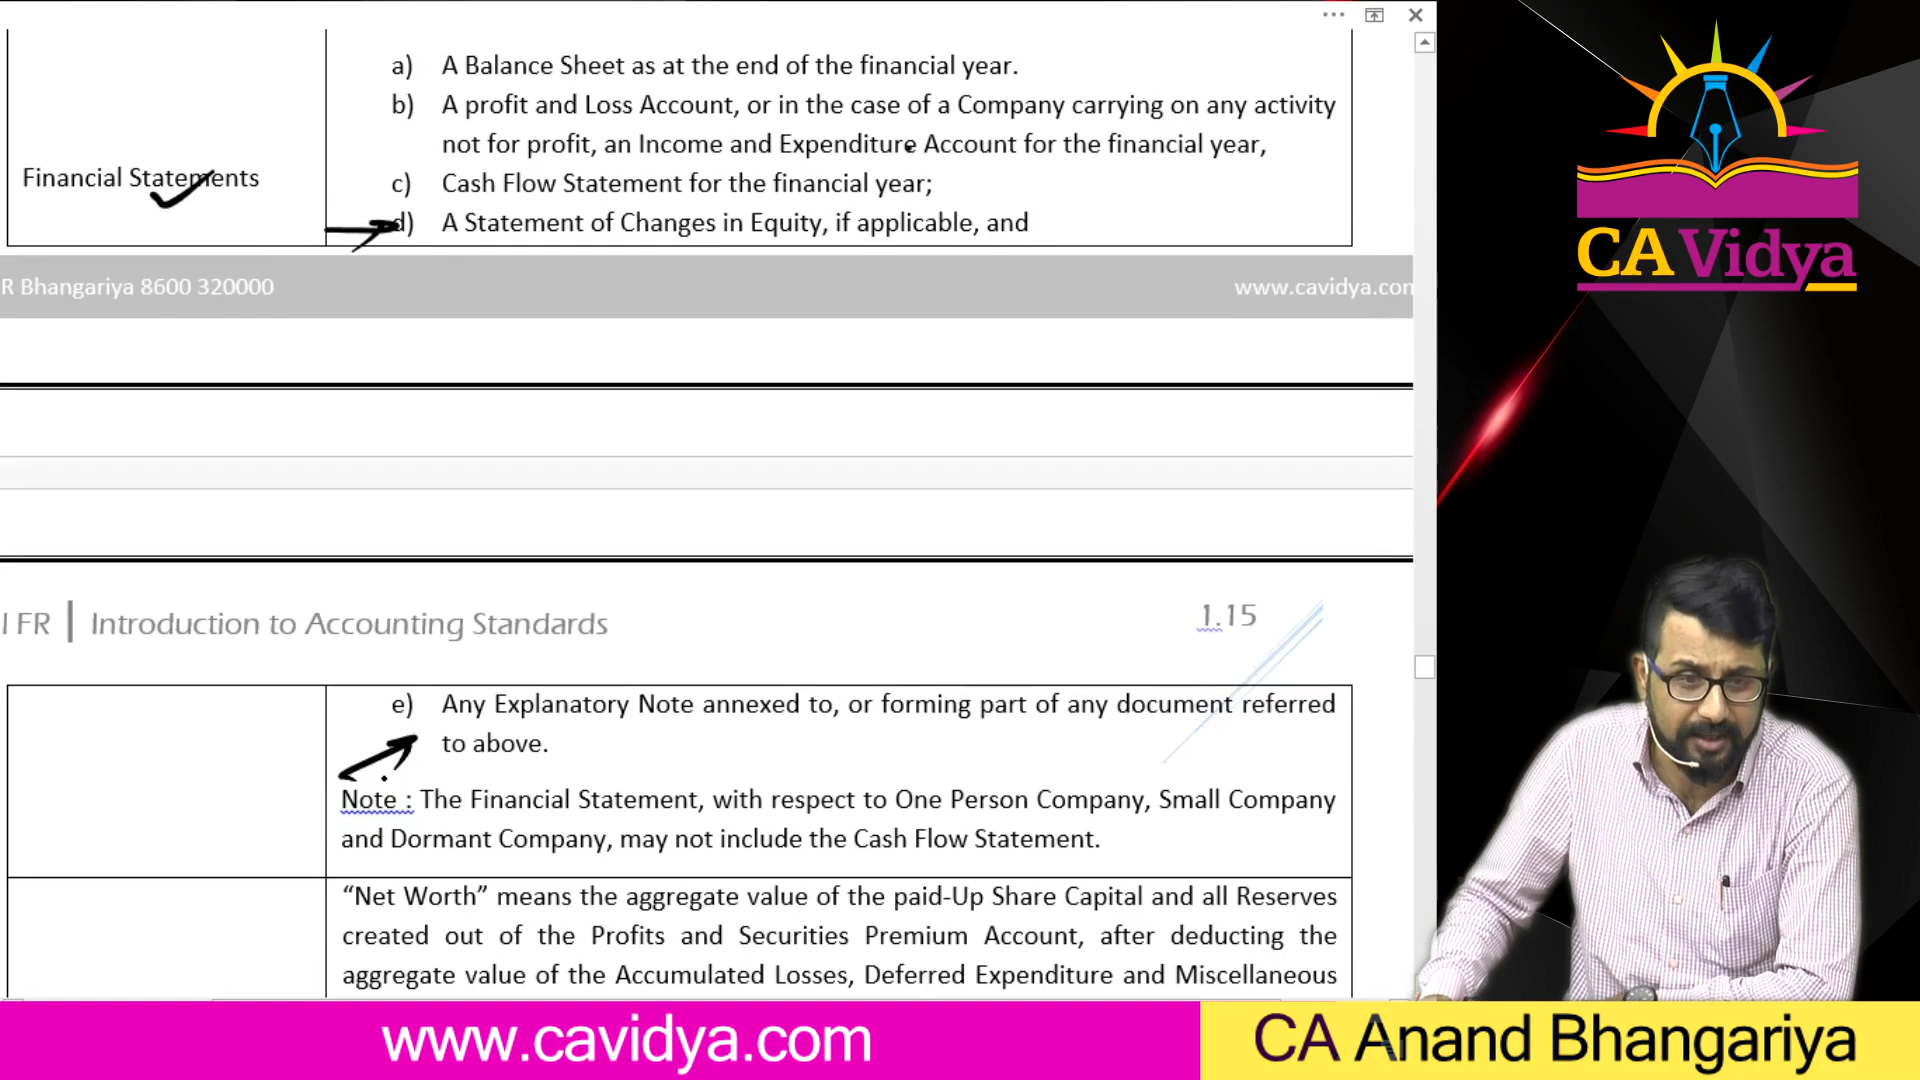 a) A Balance Sheet as at the end of the financial year.
b) A profit and Loss Account, or in the case of a Company carrying on any activity
not for profit, an Income and Expenditure Account for the financial year,
Financial Statements
c) Cash Flow Statement for the financial year;
d) A Statement of Changes in Equity, if applicable, and
R Bhangariya 8600 320000
www.cavidya.com
CA Vidya
l FR | Introduction to Accounting Standards
1.15
e) Any Explanatory Note annexed to, or forming part of any document referred
to above.
Note : The Financial Statement, with respect to One Person Company, Small Company
and Dormant Company, may not include the Cash Flow Statement.
“Net Worth” means the aggregate value of the paid-Up Share Capital and all Reserves
created out of the Profits and Securities Premium Account, after deducting the
aggregate value of the Accumulated Losses, Deferred Expenditure and Miscellaneous
www.cavidya.com
CA Anand Bhangariya